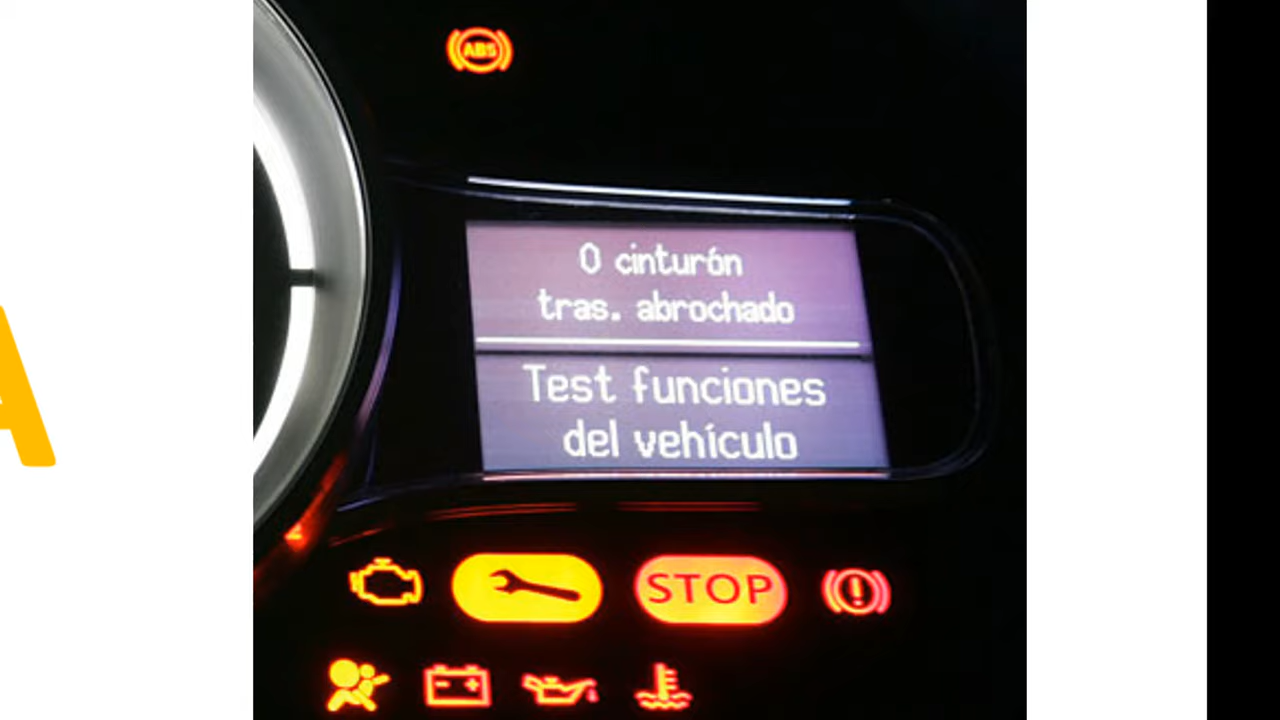 ABS
0 cinturón
tras. abrochado
Test funciones
del vehículo
STOP
A